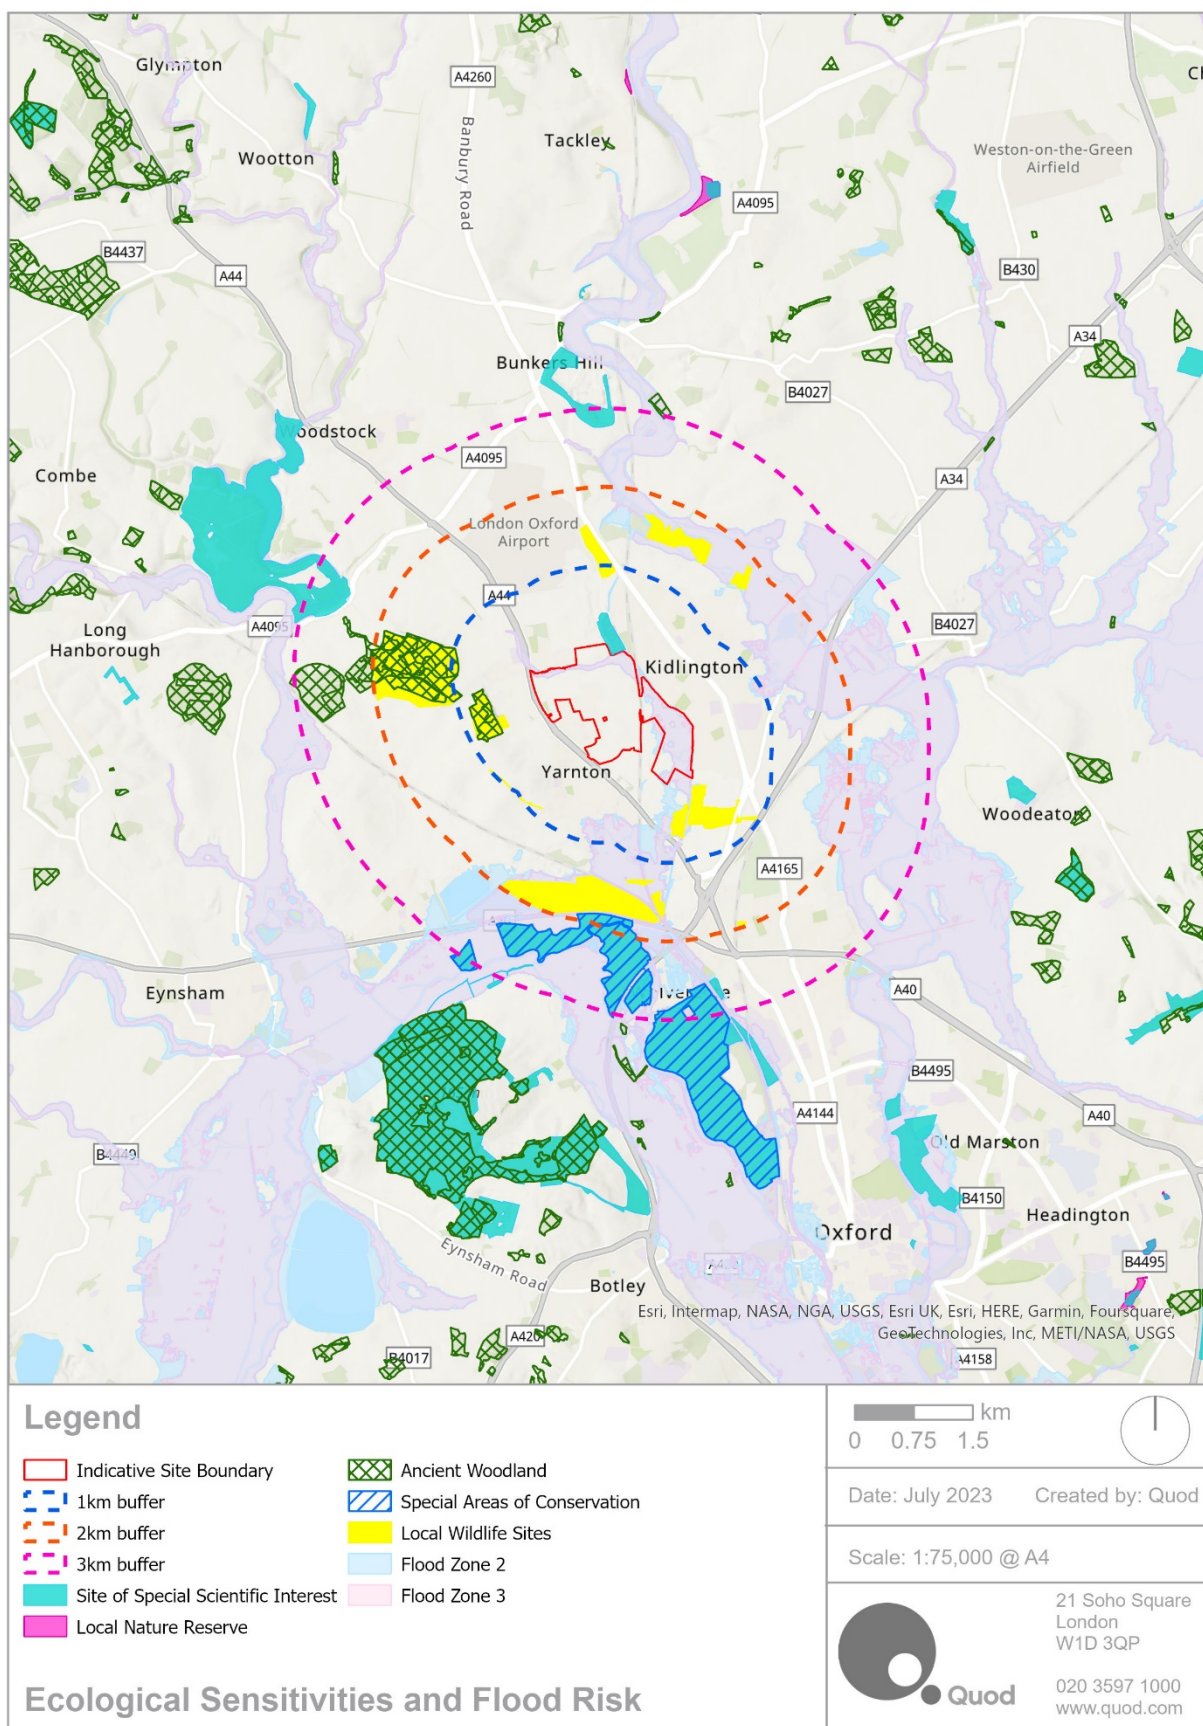 Glympton
A4260
Ch
Tackley
Wootton
Banbury Road
Weston-on-the-Green
Airfield
A4095
B4437
A44
B430
A34
Bunkers Hill
B4027
Woodstock
A4095
Combe
A34
London Oxford
Airport
A44
B4027
Long
Hanborough
A4095
Kidlington
Yarnton
Woodeaton
A4165
Eynsham
A40
B4495
A4144
A40
B4449
Old Marston
B4150
Headington
Oxford
Eynsham Road
B4495
Botley
Esri, Intermap, NASA, NGA, USGS, Esri UK, Esri, HERE, Garmin, Foursquare,
GeoTechnologies, Inc, METI/NASA, USGS
A420
B4017
A4158
Legend
Indicative Site Boundary
1km buffer
2km buffer
3km buffer
Site of Special Scientific Interest
Local Nature Reserve
Ancient Woodland
Special Areas of Conservation
Local Wildlife Sites
Flood Zone 2
Flood Zone 3
Ecological Sensitivities and Flood Risk
km
0 0.75 1.5
Date: July 2023 Created by: Quod
Scale: 1:75,000 @ A4
Quod
21 Soho Square
London
W1D 3QP
020 3597 1000
www.quod.com